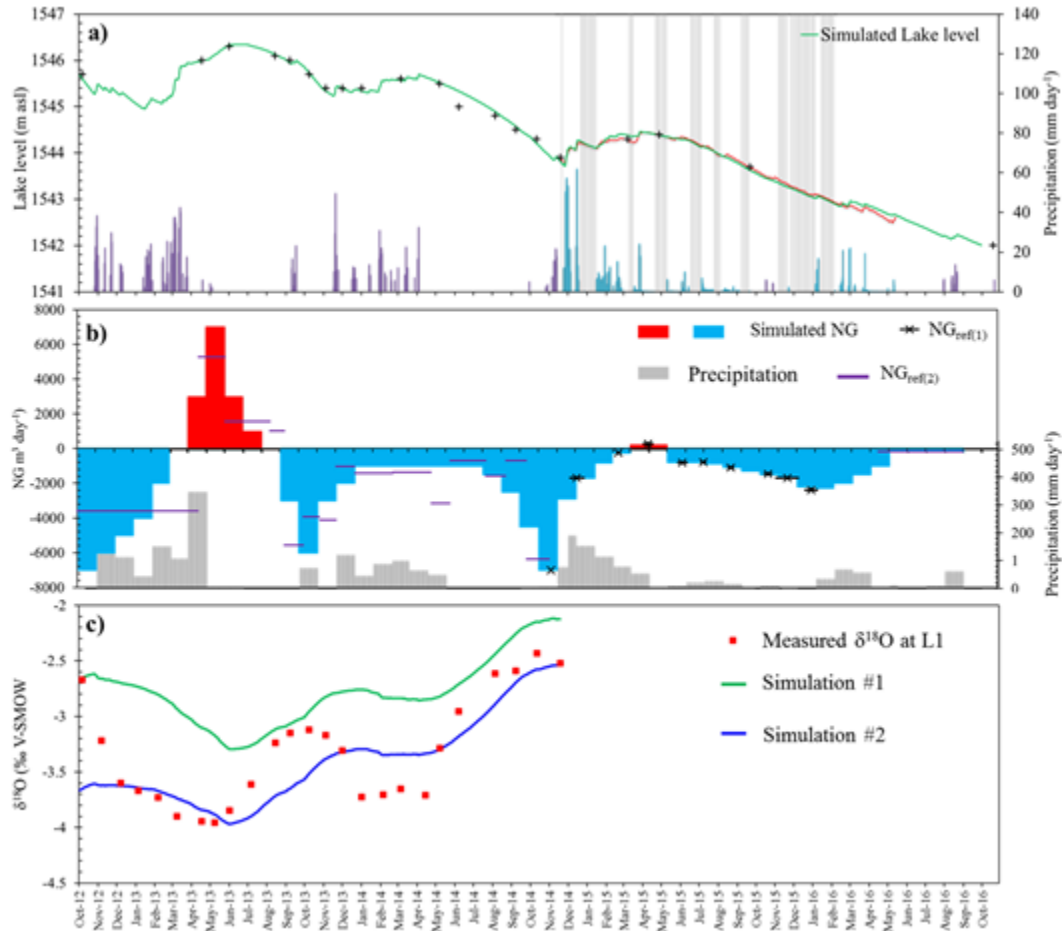 1547
140
a)
Simulated Lake level
1546
120
1545
100
1544
80
1543
60
1542
40
20
1541
0
Lake level (m asl)
Precipitation (mm day⁻¹)
8000
b)
Simulated NG
NGref(1)
6000
Precipitation
NGref(2)
4000
2000
0
500
-2000
400
300
-4000
200
-6000
1 00
-8000
0
NG m³ day⁻¹)
Precipitation (mm day⁻¹)
-2
c)
Measured δ¹⁸O at L1
-2.5
Simulation #1
-3
Simulation #2
-3.5
-4
-4.5
δ¹⁸O (‰ V-SMOW
Oct-12
Nov-12
Dec-12
Jan-13
Feb-13
Mar-13
Apr-13
May-13
Jun-13
Jul-13
Aug-13
Sep-13
Oct-13
Nov-13
Dec-13
Jan-14
Feb-14
Mar-14
Apr-14
May-14
Jun-14
Jul-14
Aug-14
Sep-14
Oct-14
Nov-14
Dec-14
Jan-15
Feb-15
Mar-15
Apr-15
May-15
Jun-15
Jul-15
Aug-15
Sep-15
Oct-15
Nov-15
Dec-15
Jan-16
Feb-16
Mar-16
Apr-16
May-16
Jun-16
Jul-16
Aug-16
Sep-16
Oct-16